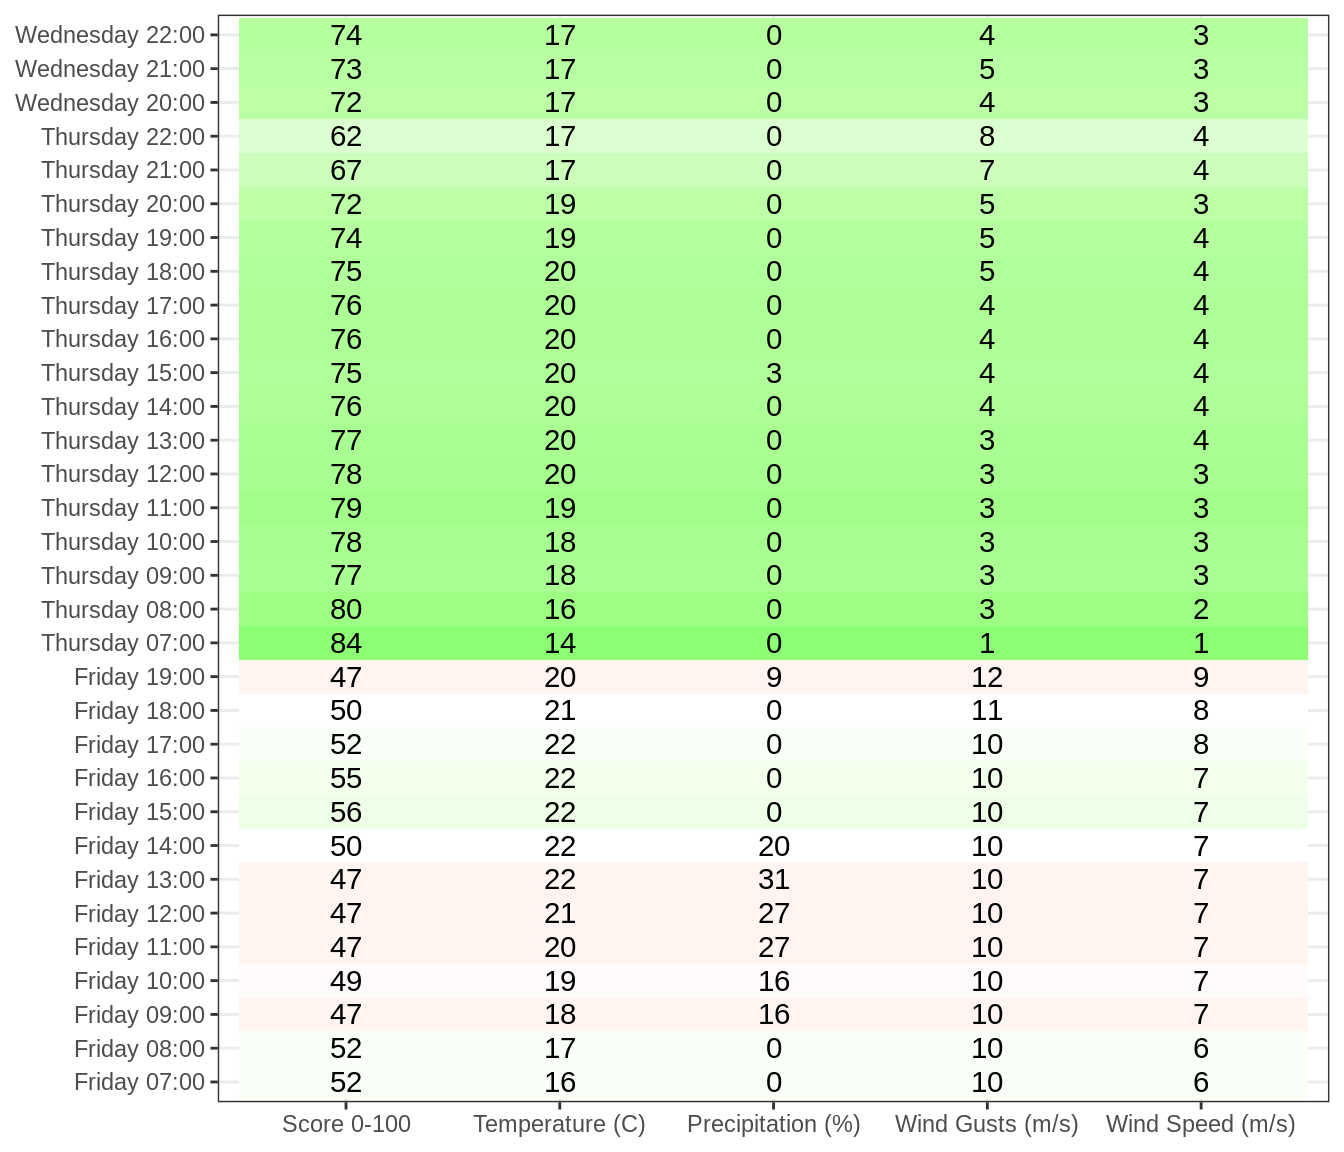 Wednesday 22:00 74 17 0 4 3
Wednesday 21:00 73 17 0 5 3
Wednesday 20:00 72 17 0 4 3
Thursday 22:00 62 17 0 8 4
Thursday 21:00 67 17 0 7 4
Thursday 20:00 72 19 0 5 3
Thursday 19:00 74 19 0 5 4
Thursday 18:00 75 20 0 5 4
Thursday 17:00 76 20 0 4 4
Thursday 16:00 76 20 0 4 4
Thursday 15:00 75 20 3 4 4
Thursday 14:00 76 20 0 4 4
Thursday 13:00 77 20 0 3 4
Thursday 12:00 78 20 0 3 3
Thursday 11:00 79 19 0 3 3
Thursday 10:00 78 18 0 3 3
Thursday 09:00 77 18 0 3 3
Thursday 08:00 80 16 0 3 2
Thursday 07:00 84 14 0 1 1
Friday 19:00 47 20 9 12 9
Friday 18:00 50 21 0 11 8
Friday 17:00 52 22 0 10 8
Friday 16:00 55 22 0 10 7
Friday 15:00 56 22 0 10 7
Friday 14:00 50 22 20 10 7
Friday 13:00 47 22 31 10 7
Friday 12:00 47 21 27 10 7
Friday 11:00 47 20 27 10 7
Friday 10:00 49 19 16 10 7
Friday 09:00 47 18 16 10 7
Friday 08:00 52 17 0 10 6
Friday 07:00 52 16 0 10 6
Score 0-100 Temperature (C) Precipitation (%) Wind Gusts (m/s) Wind Speed (m/s)